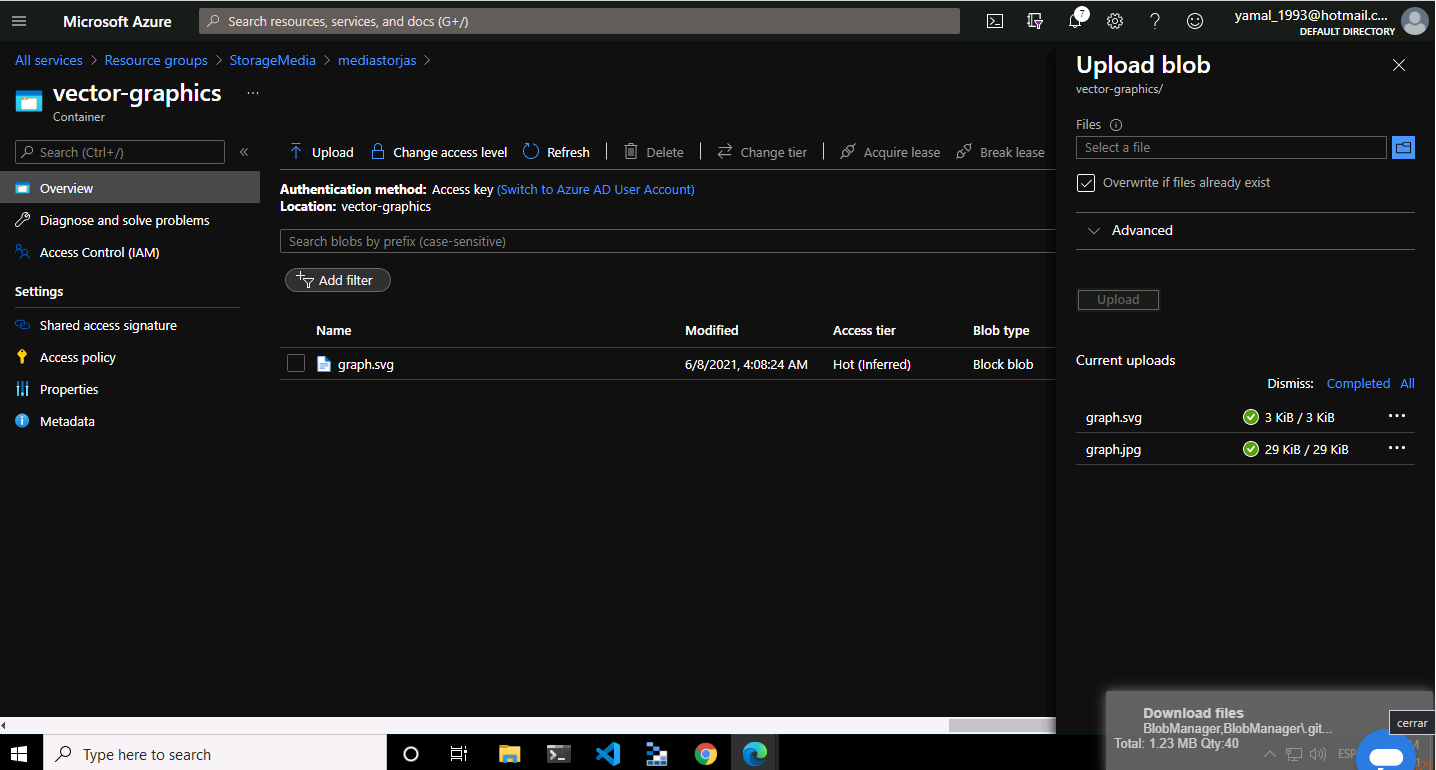 Microsoft Azure
Search resources, services, and docs (G+/)
7
yamal_1993@hotmail.c...
DEFAULT DIRECTORY
All services > Resource groups > StorageMedia > mediastorjas >
vector-graphics ...
Container
Search (Ctrl+/)
«
Overview
Diagnose and solve problems
Access Control (IAM)
Settings
Shared access signature
Access policy
Properties
Metadata
Upload Change access level Refresh Delete Change tier Acquire lease Break lease
Authentication method: Access key (Switch to Azure AD User Account)
Location: vector-graphics
Search blobs by prefix (case-sensitive)
Add filter
Name Modified Access tier Blob type
graph.svg 6/8/2021, 4:08:24 AM Hot (Inferred) Block blob
Upload blob
vector-graphics/
Files
Select a file
Overwrite if files already exist
Advanced
Upload
Current uploads
Dismiss: Completed All
graph.svg 3 KiB / 3 KiB ...
graph.jpg 29 KiB / 29 KiB ...
Download files
BlobManager,BlobManager\.git...
Total: 1.23 MB Qty:40
cerrar
Type here to search
ESP